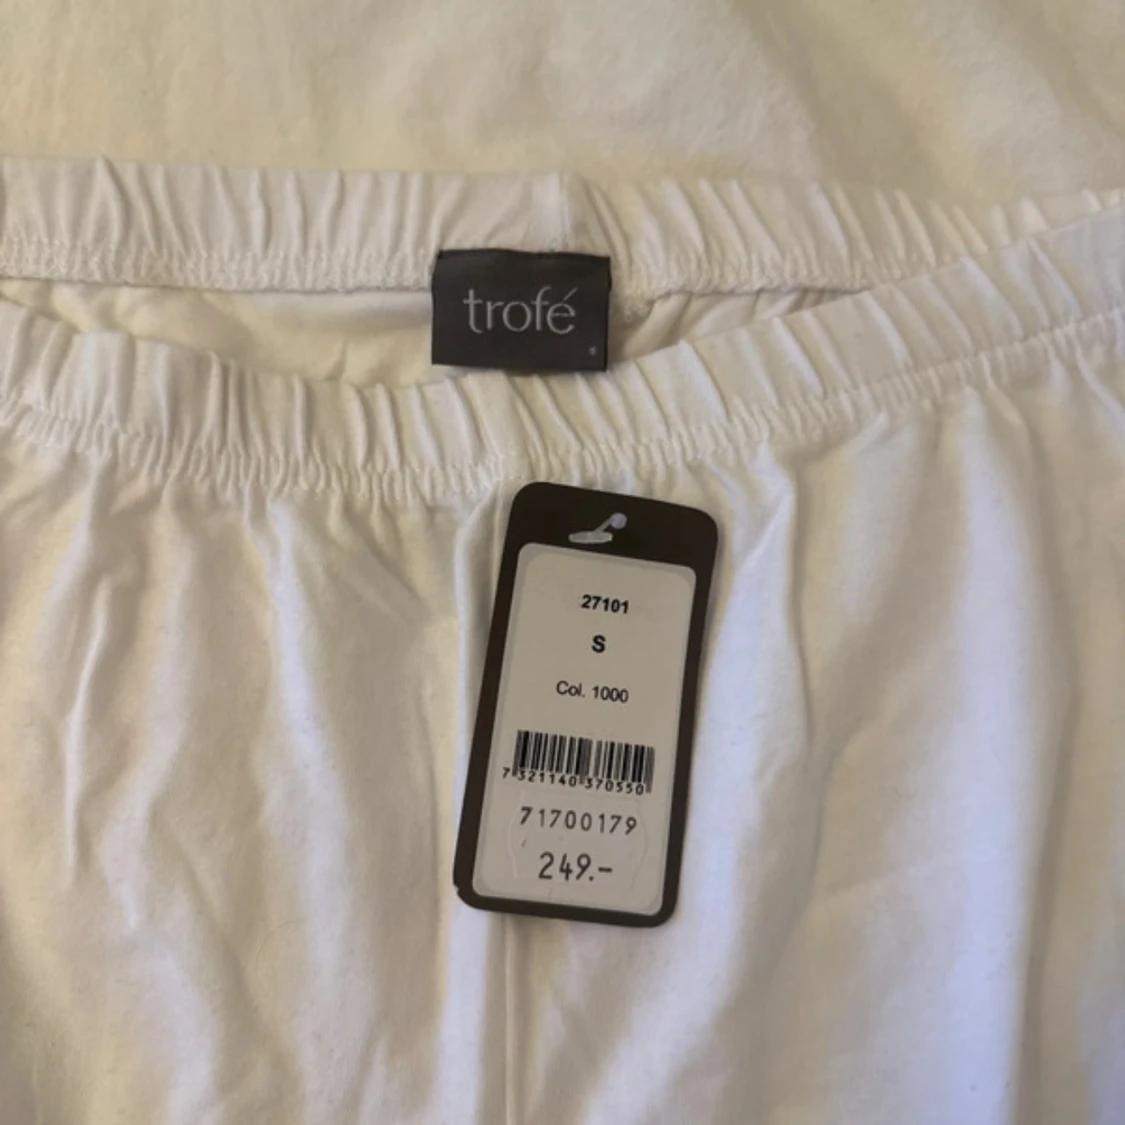 trofé
S
27101
S
Col. 1000
7 321140 370550
71700179
249.-